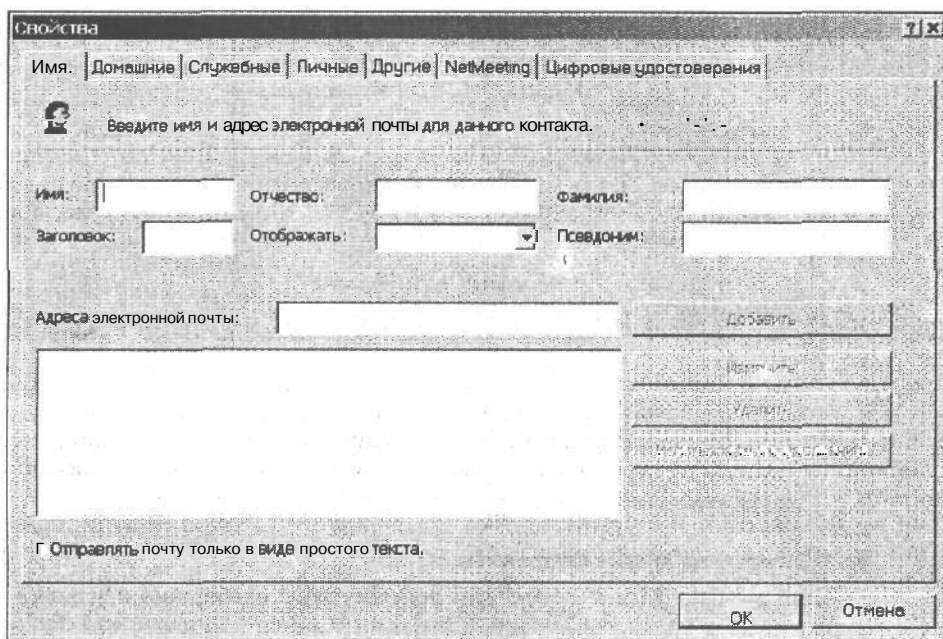 Свойства
Имя. Домашние Служебные Личные Другие NetMeeting Цифровые удостоверения
Введите имя и адрес электронной почты для данного контакта.
Имя: Отчество: Фамилия:
Заголовок: Отображать: Псевдоним:
Адреса электронной почты: Добавить
Изменить
Удалить
Отправлять почту только в виде простого текста.
OK Отмена